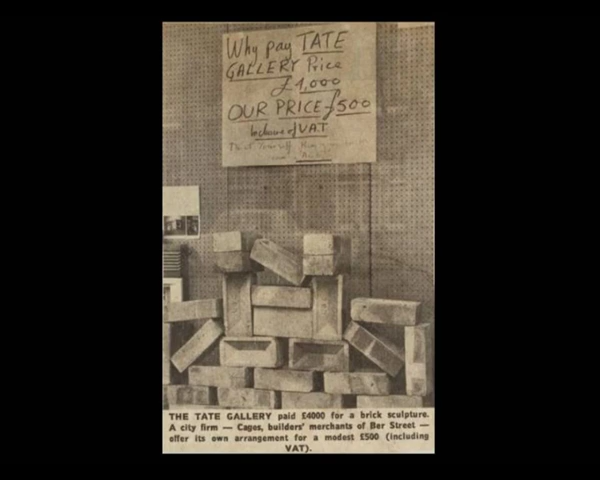 Why pay TATE
GALLERY Price
£1,000
OUR PRICE £500
Inclusive of VAT
THE TATE GALLERY paid £4000 for a brick sculpture.
A city firm — Cages, builders' merchants of Ber Street —
offer its own arrangement for a modest £500 (including
VAT).